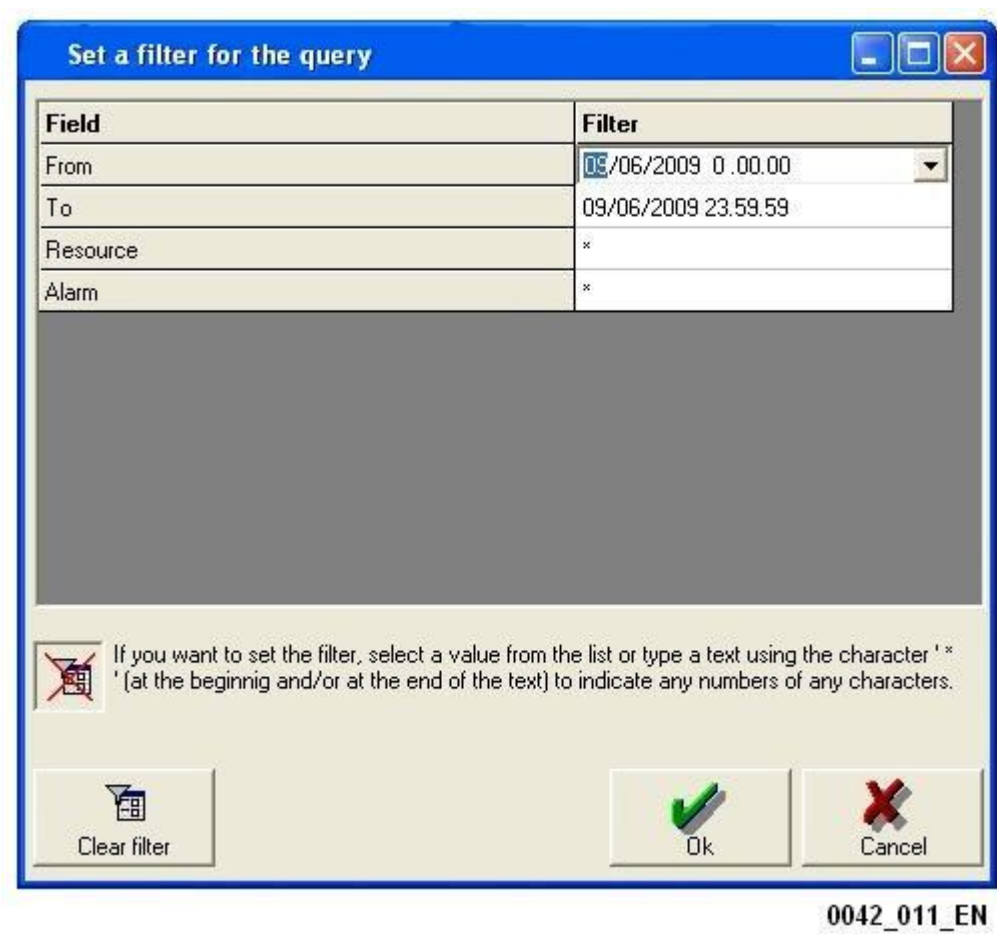 Set a filter for the query
Field Filter
From 09/06/2009 0 .00.00
To 09/06/2009 23.59.59
Resource *
Alarm *
If you want to set the filter, select a value from the list or type a text using the character ' *
' (at the beginnig and/or at the end of the text) to indicate any numbers of any characters.
Clear filter Ok Cancel
0042_011_EN